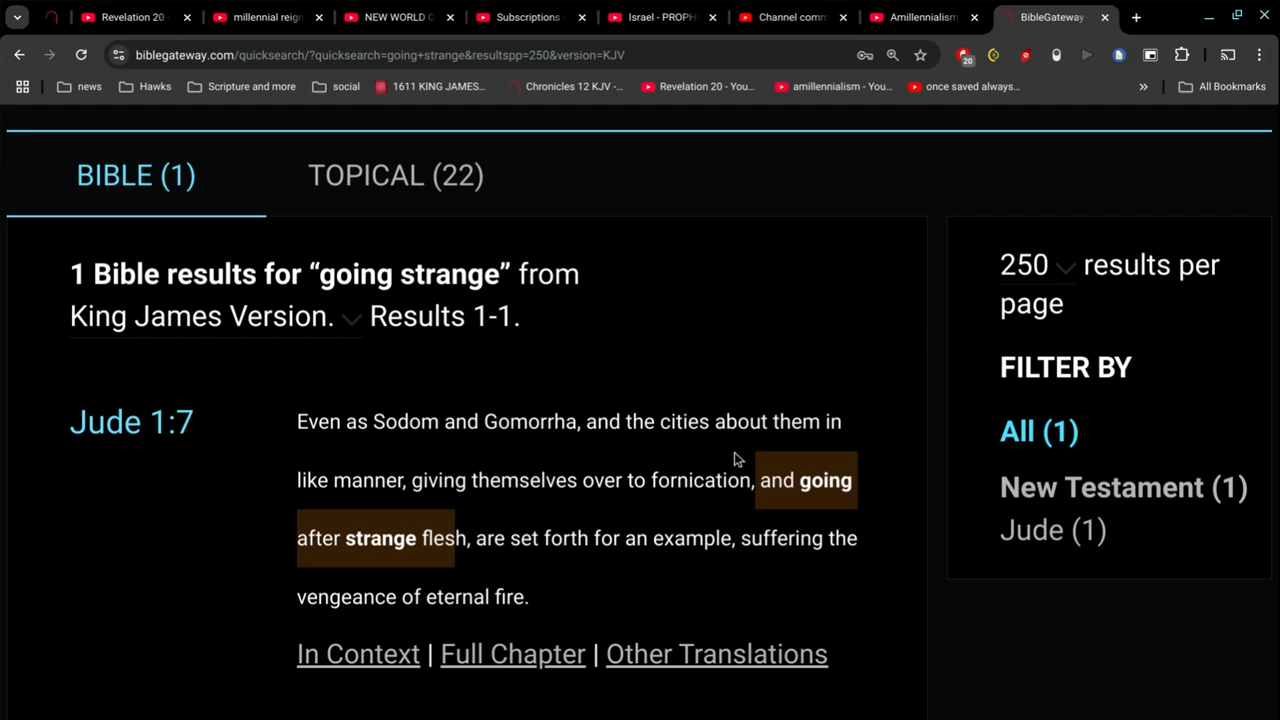 Revelation 20 -
millennial reign
NEW WORLD O
Subscriptions -
Israel - PROPH
Channel comm
Amillennialism
BibleGateway
biblegateway.com/quicksearch/?quicksearch=going+strange&resultspp=250&version=KJV
20
news
Hawks
Scripture and more
social
1611 KING JAMES...
Chronicles 12 KJV -...
Revelation 20 - You...
amillennialism - You...
once saved always...
All Bookmarks
BIBLE (1)
TOPICAL (22)
1 Bible results for “going strange” from
King James Version. Results 1-1.
Jude 1:7
Even as Sodom and Gomorrha, and the cities about them in
like manner, giving themselves over to fornication, and going
after strange flesh, are set forth for an example, suffering the
vengeance of eternal fire.
In Context | Full Chapter | Other Translations
250 results per
page
FILTER BY
All (1)
New Testament (1)
Jude (1)